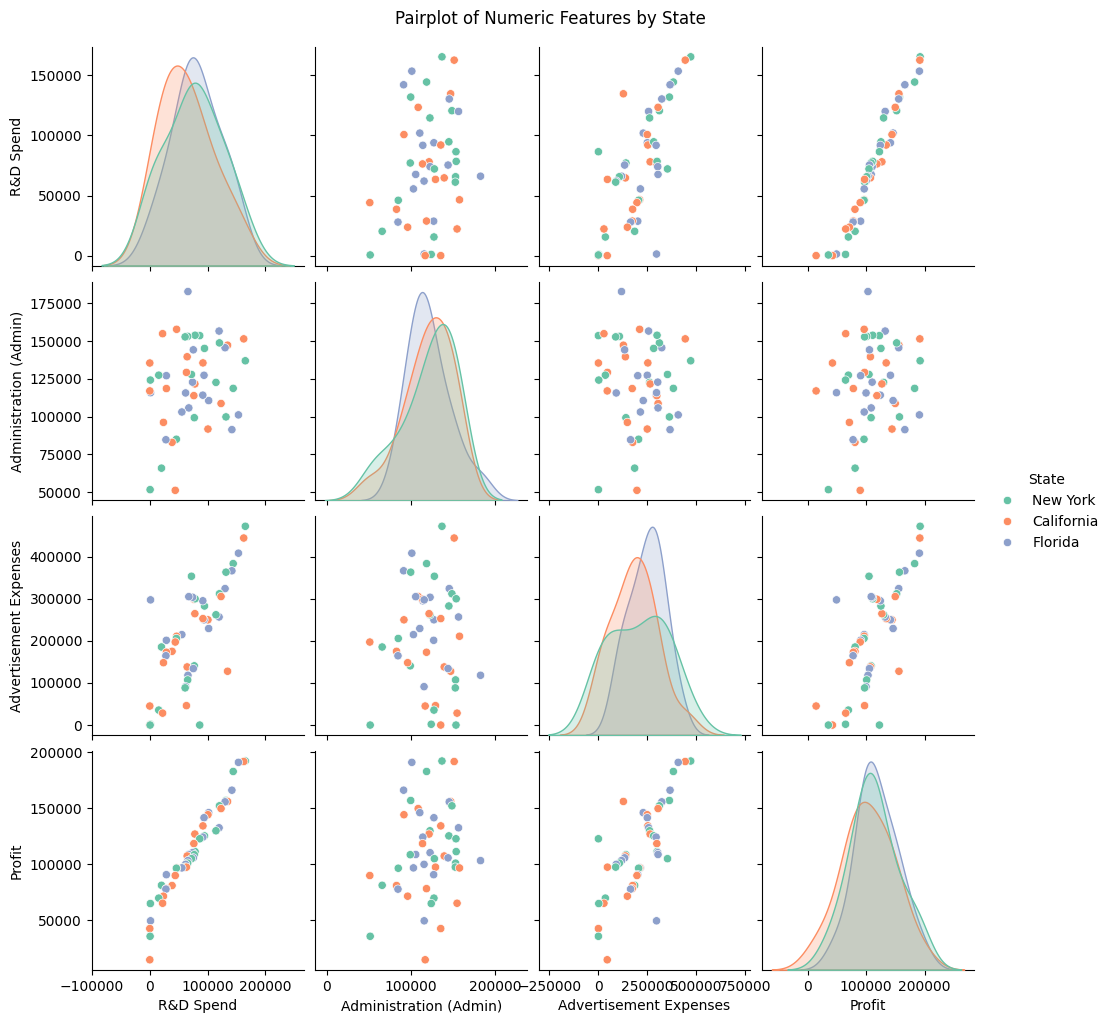 Pairplot of Numeric Features by State
150000
100000
50000
0
R&D Spend
175000
150000
125000
100000
75000
50000
Administration (Admin)
400000
300000
200000
100000
0
Advertisement Expenses
200000
150000
100000
50000
0
Profit
−100000 0 100000 200000
R&D Spend
0 100000 200000
Administration (Admin)
−250000 0 250000 500000 750000
Advertisement Expenses
0 100000 200000
Profit
State
New York
California
Florida